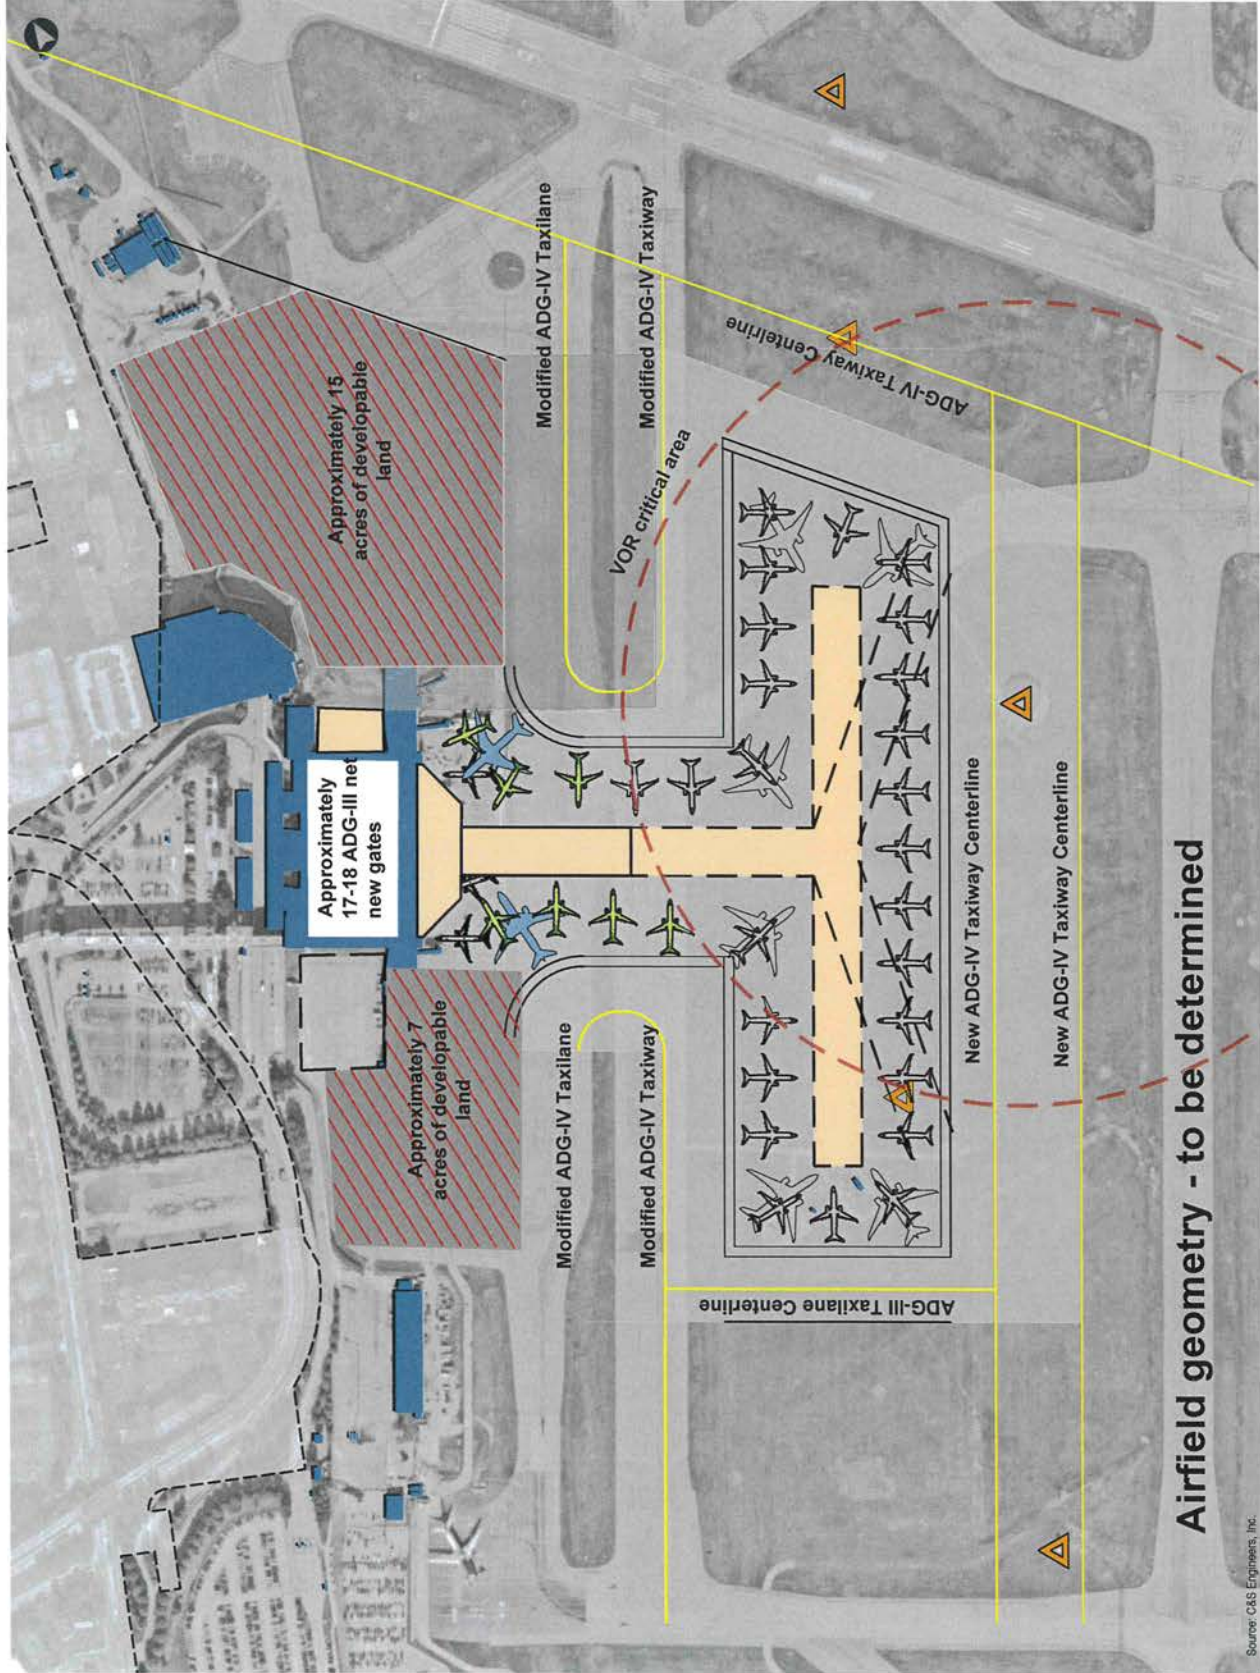 Modified ADG-IV Taxilane
Modified ADG-IV Taxiway
Approximately 15
acres of developable
land
VOR critical area
ADG-IV Taxiway Centelrine
Approximately
17-18 ADG-III net
new gates
Approximately 7
acres of developable
land
Modified ADG-IV Taxilane
Modified ADG-IV Taxiway
New ADG-IV Taxiway Centerline
New ADG-IV Taxiway Centerline
ADG-III Taxilane Centerline
Airfield geometry - to be determined
Source: C&S Engineers, Inc.